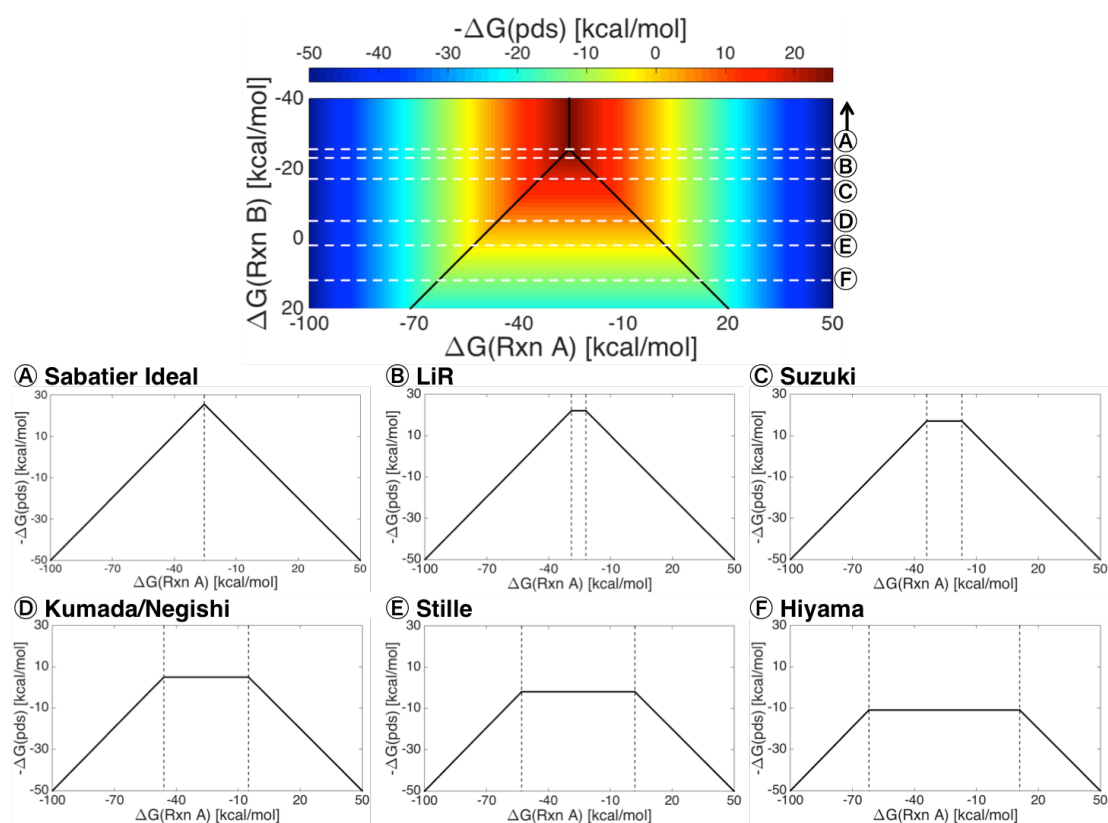 -ΔG(pds) [kcal/mol]
-50 -40 -30 -20 -10 0 10 20
ΔG(Rxn B) [kcal/mol]
-40
-20
0
20
Ⓐ
Ⓑ
Ⓒ
Ⓓ
Ⓔ
Ⓕ
-100 -70 -40 -10 20 50
ΔG(Rxn A) [kcal/mol]
Ⓐ Sabatier Ideal
-ΔG(pds) [kcal/mol]
30
10
-10
-30
-50
-100 -70 -40 -10 20 50
ΔG(Rxn A) [kcal/mol]
Ⓑ LiR
-ΔG(pds) [kcal/mol]
30
10
-10
-30
-50
-100 -70 -40 -10 20 50
ΔG(Rxn A) [kcal/mol]
Ⓒ Suzuki
-ΔG(pds) [kcal/mol]
30
10
-10
-30
-50
-100 -70 -40 -10 20 50
ΔG(Rxn A) [kcal/mol]
Ⓓ Kumada/Negishi
-ΔG(pds) [kcal/mol]
30
10
-10
-30
-50
-100 -70 -40 -10 20 50
ΔG(Rxn A) [kcal/mol]
Ⓔ Stille
-ΔG(pds) [kcal/mol]
30
10
-10
-30
-50
-100 -70 -40 -10 20 50
ΔG(Rxn A) [kcal/mol]
Ⓕ Hiyama
-ΔG(pds) [kcal/mol]
30
10
-10
-30
-50
-100 -70 -40 -10 20 50
ΔG(Rxn A) [kcal/mol]